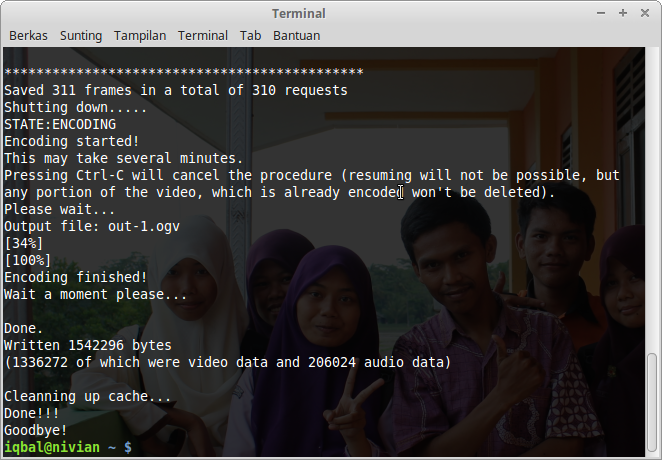 Terminal
Berkas Sunting Tampilan Terminal Tab Bantuan
*********************************************
Saved 311 frames in a total of 310 requests
Shutting down.....
STATE:ENCODING
Encoding started!
This may take several minutes.
Pressing Ctrl-C will cancel the procedure (resuming will not be possible, but
any portion of the video, which is already encoded won't be deleted).
Please wait...
Output file: out-1.ogv
[34%]
[100%]
Encoding finished!
Wait a moment please...
Done.
Written 1542296 bytes
(1336272 of which were video data and 206024 audio data)
Cleanning up cache...
Done!!!
Goodbye!
iqbal@nivian ~ $